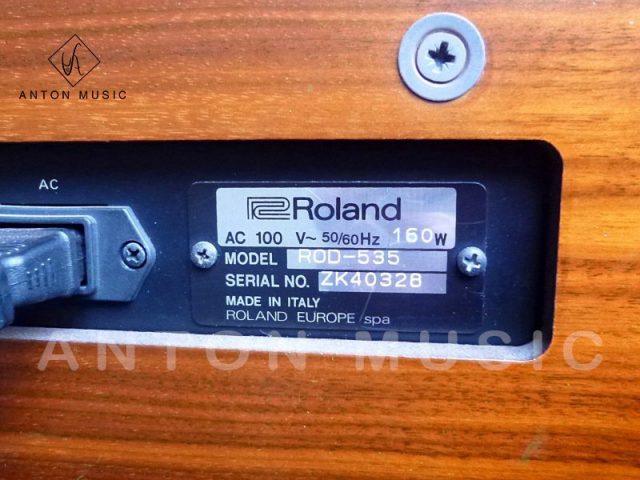 ANTON MUSIC
AC
Roland
AC 100 V~ 50/60Hz 160W
MODEL ROD-535
SERIAL NO. ZK40328
MADE IN ITALY
ROLAND EUROPE spa
ANTON MUSIC